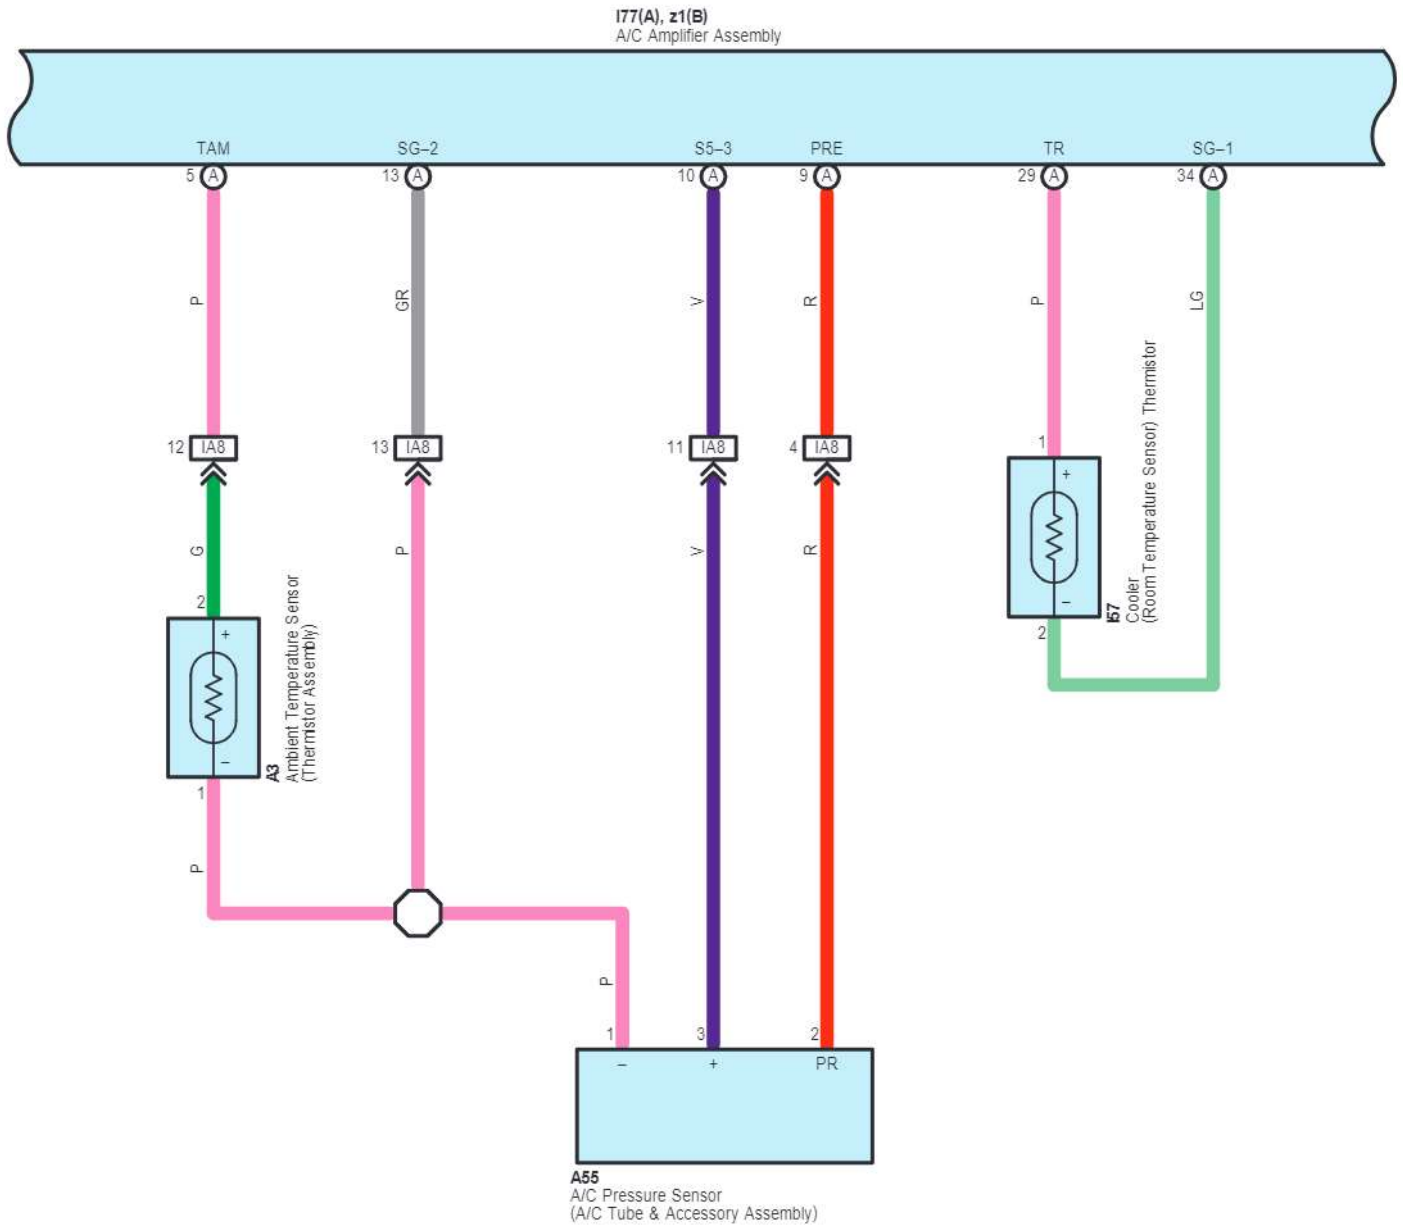 I77(A), z1(B)
A/C Amplifier Assembly
TAM
SG–2
S5–3
PRE
TR
SG–1
5 A
13 A
10 A
9 A
29 A
34 A
P
GR
V
R
P
LG
12 IA8
13 IA8
11 IA8
4 IA8
1
+
–
2
I57
Cooler
(Room Temperature Sensor) Thermistor
G
P
V
R
2
+
–
1
A3
Ambient Temperature Sensor
(Thermistor Assembly)
P
P
1
3
2
–
+
PR
A55
A/C Pressure Sensor
(A/C Tube & Accessory Assembly)